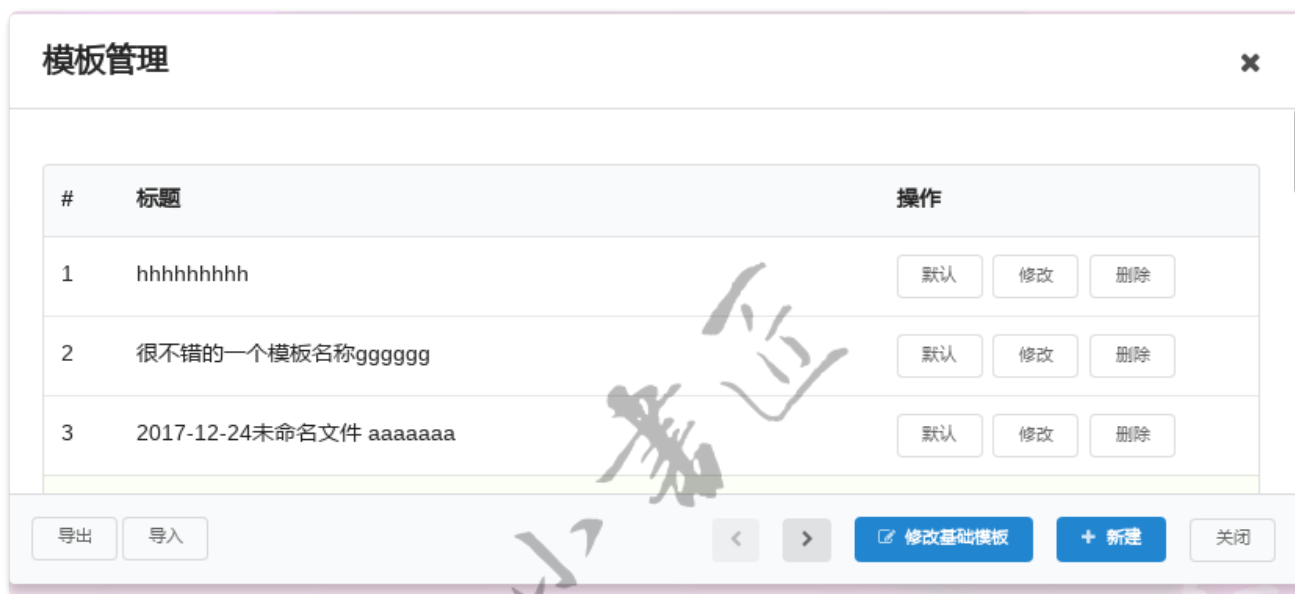 模板管理
# 标题 操作
1 hhhhhhhhh 默认 修改 删除
2 很不错的一个模板名称gggggg 默认 修改 删除
3 2017-12-24未命名文件 aaaaaaa 默认 修改 删除
导出 导入 修改基础模板 新建 关闭